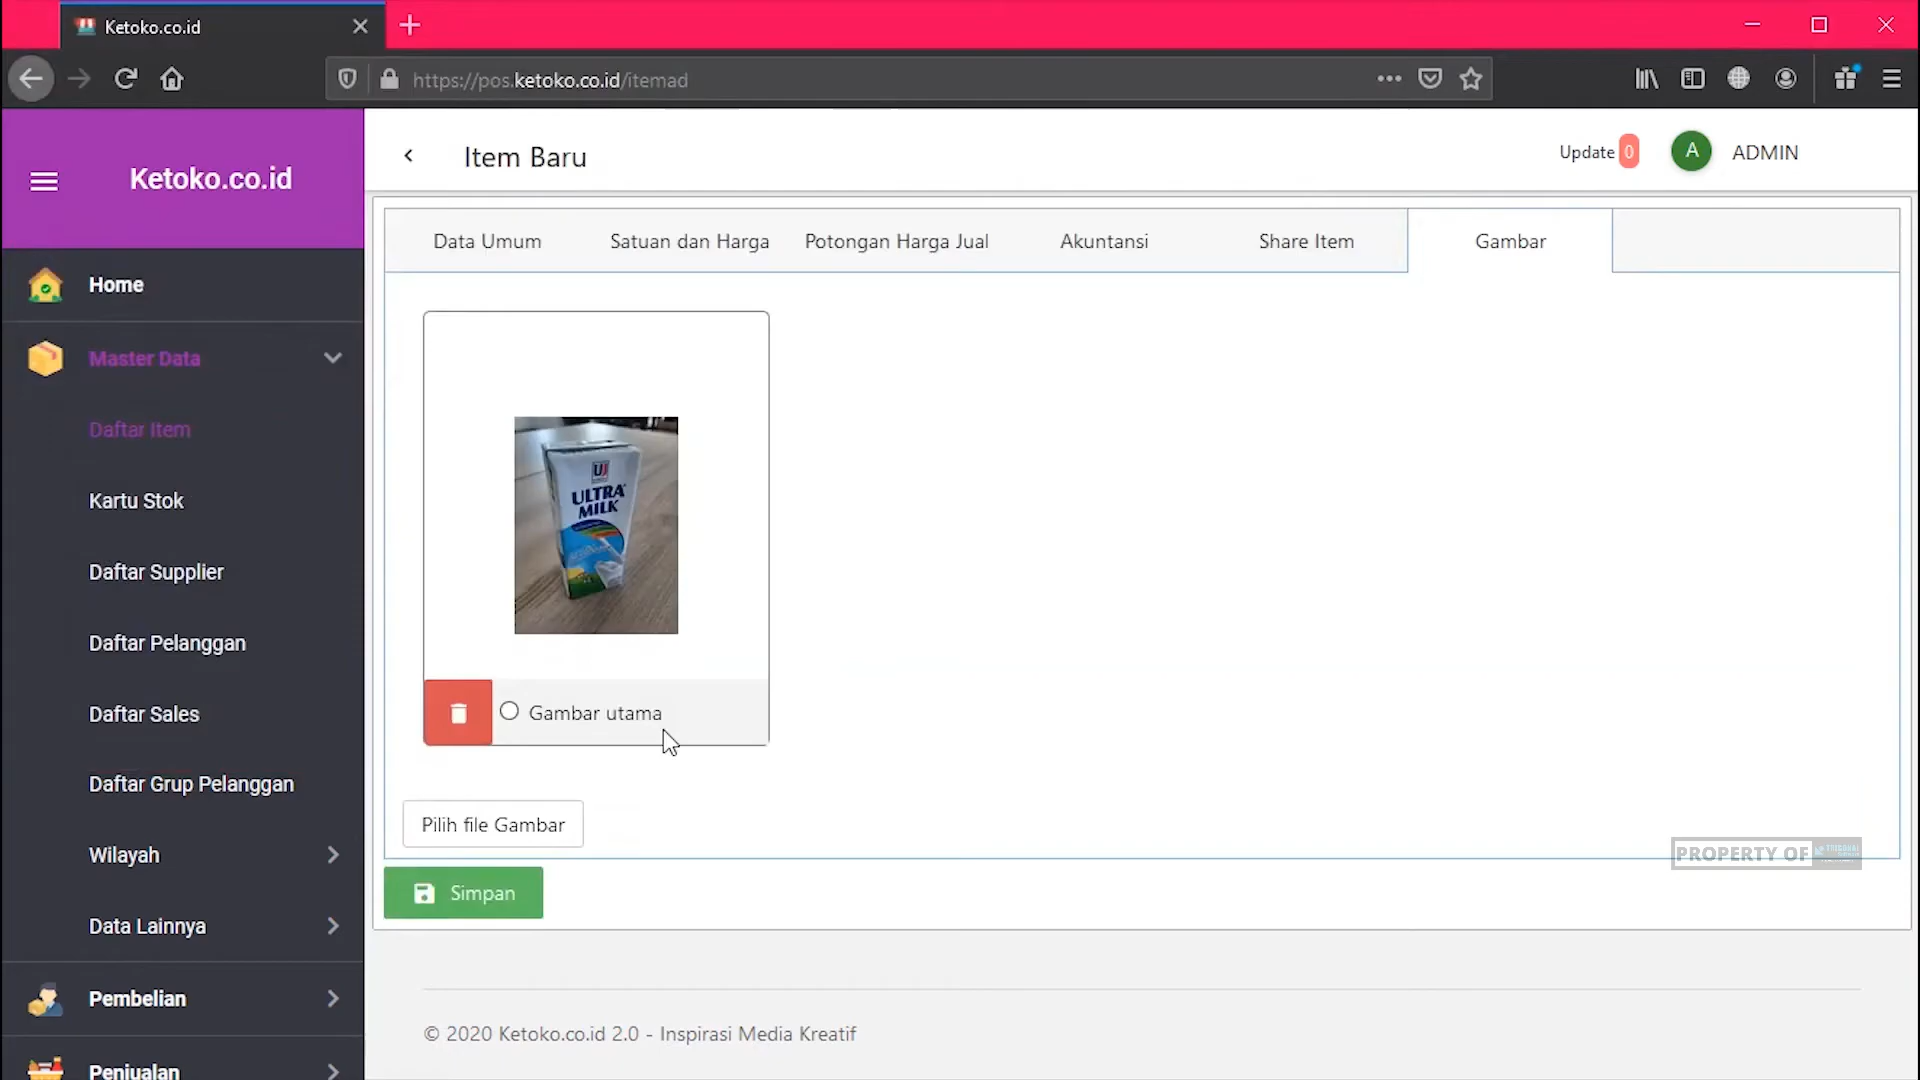 Ketoko.co.id
https://pos.ketoko.co.id/itemad
Ketoko.co.id
Item Baru
Update 0
A
ADMIN
Data Umum
Satuan dan Harga
Potongan Harga Jual
Akuntansi
Share Item
Gambar
Home
Master Data
Daftar Item
Kartu Stok
Daftar Supplier
Daftar Pelanggan
Daftar Sales
Daftar Grup Pelanggan
Wilayah
Data Lainnya
Pembelian
Penjualan
ULTRA
MILK
Gambar utama
Pilih file Gambar
PROPERTY OF
Simpan
© 2020 Ketoko.co.id 2.0 - Inspirasi Media Kreatif